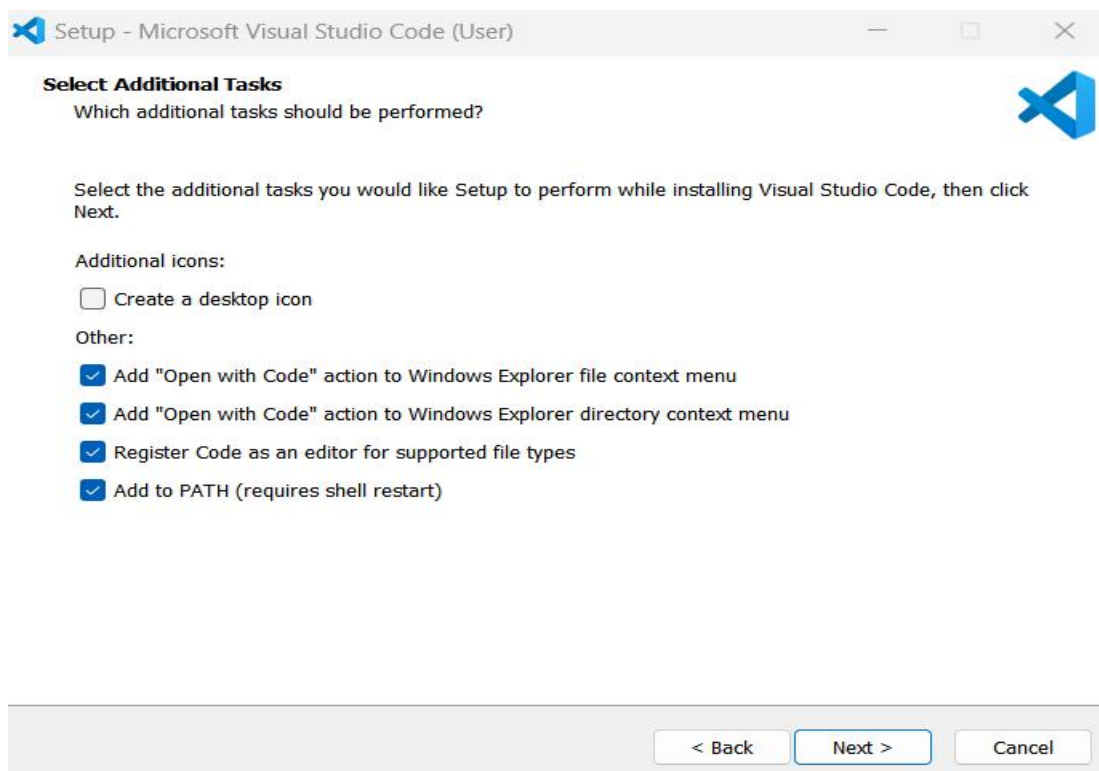 Setup - Microsoft Visual Studio Code (User)
Select Additional Tasks
Which additional tasks should be performed?
Select the additional tasks you would like Setup to perform while installing Visual Studio Code, then click
Next.
Additional icons:
Create a desktop icon
Other:
Add "Open with Code" action to Windows Explorer file context menu
Add "Open with Code" action to Windows Explorer directory context menu
Register Code as an editor for supported file types
Add to PATH (requires shell restart)
< Back Next > Cancel